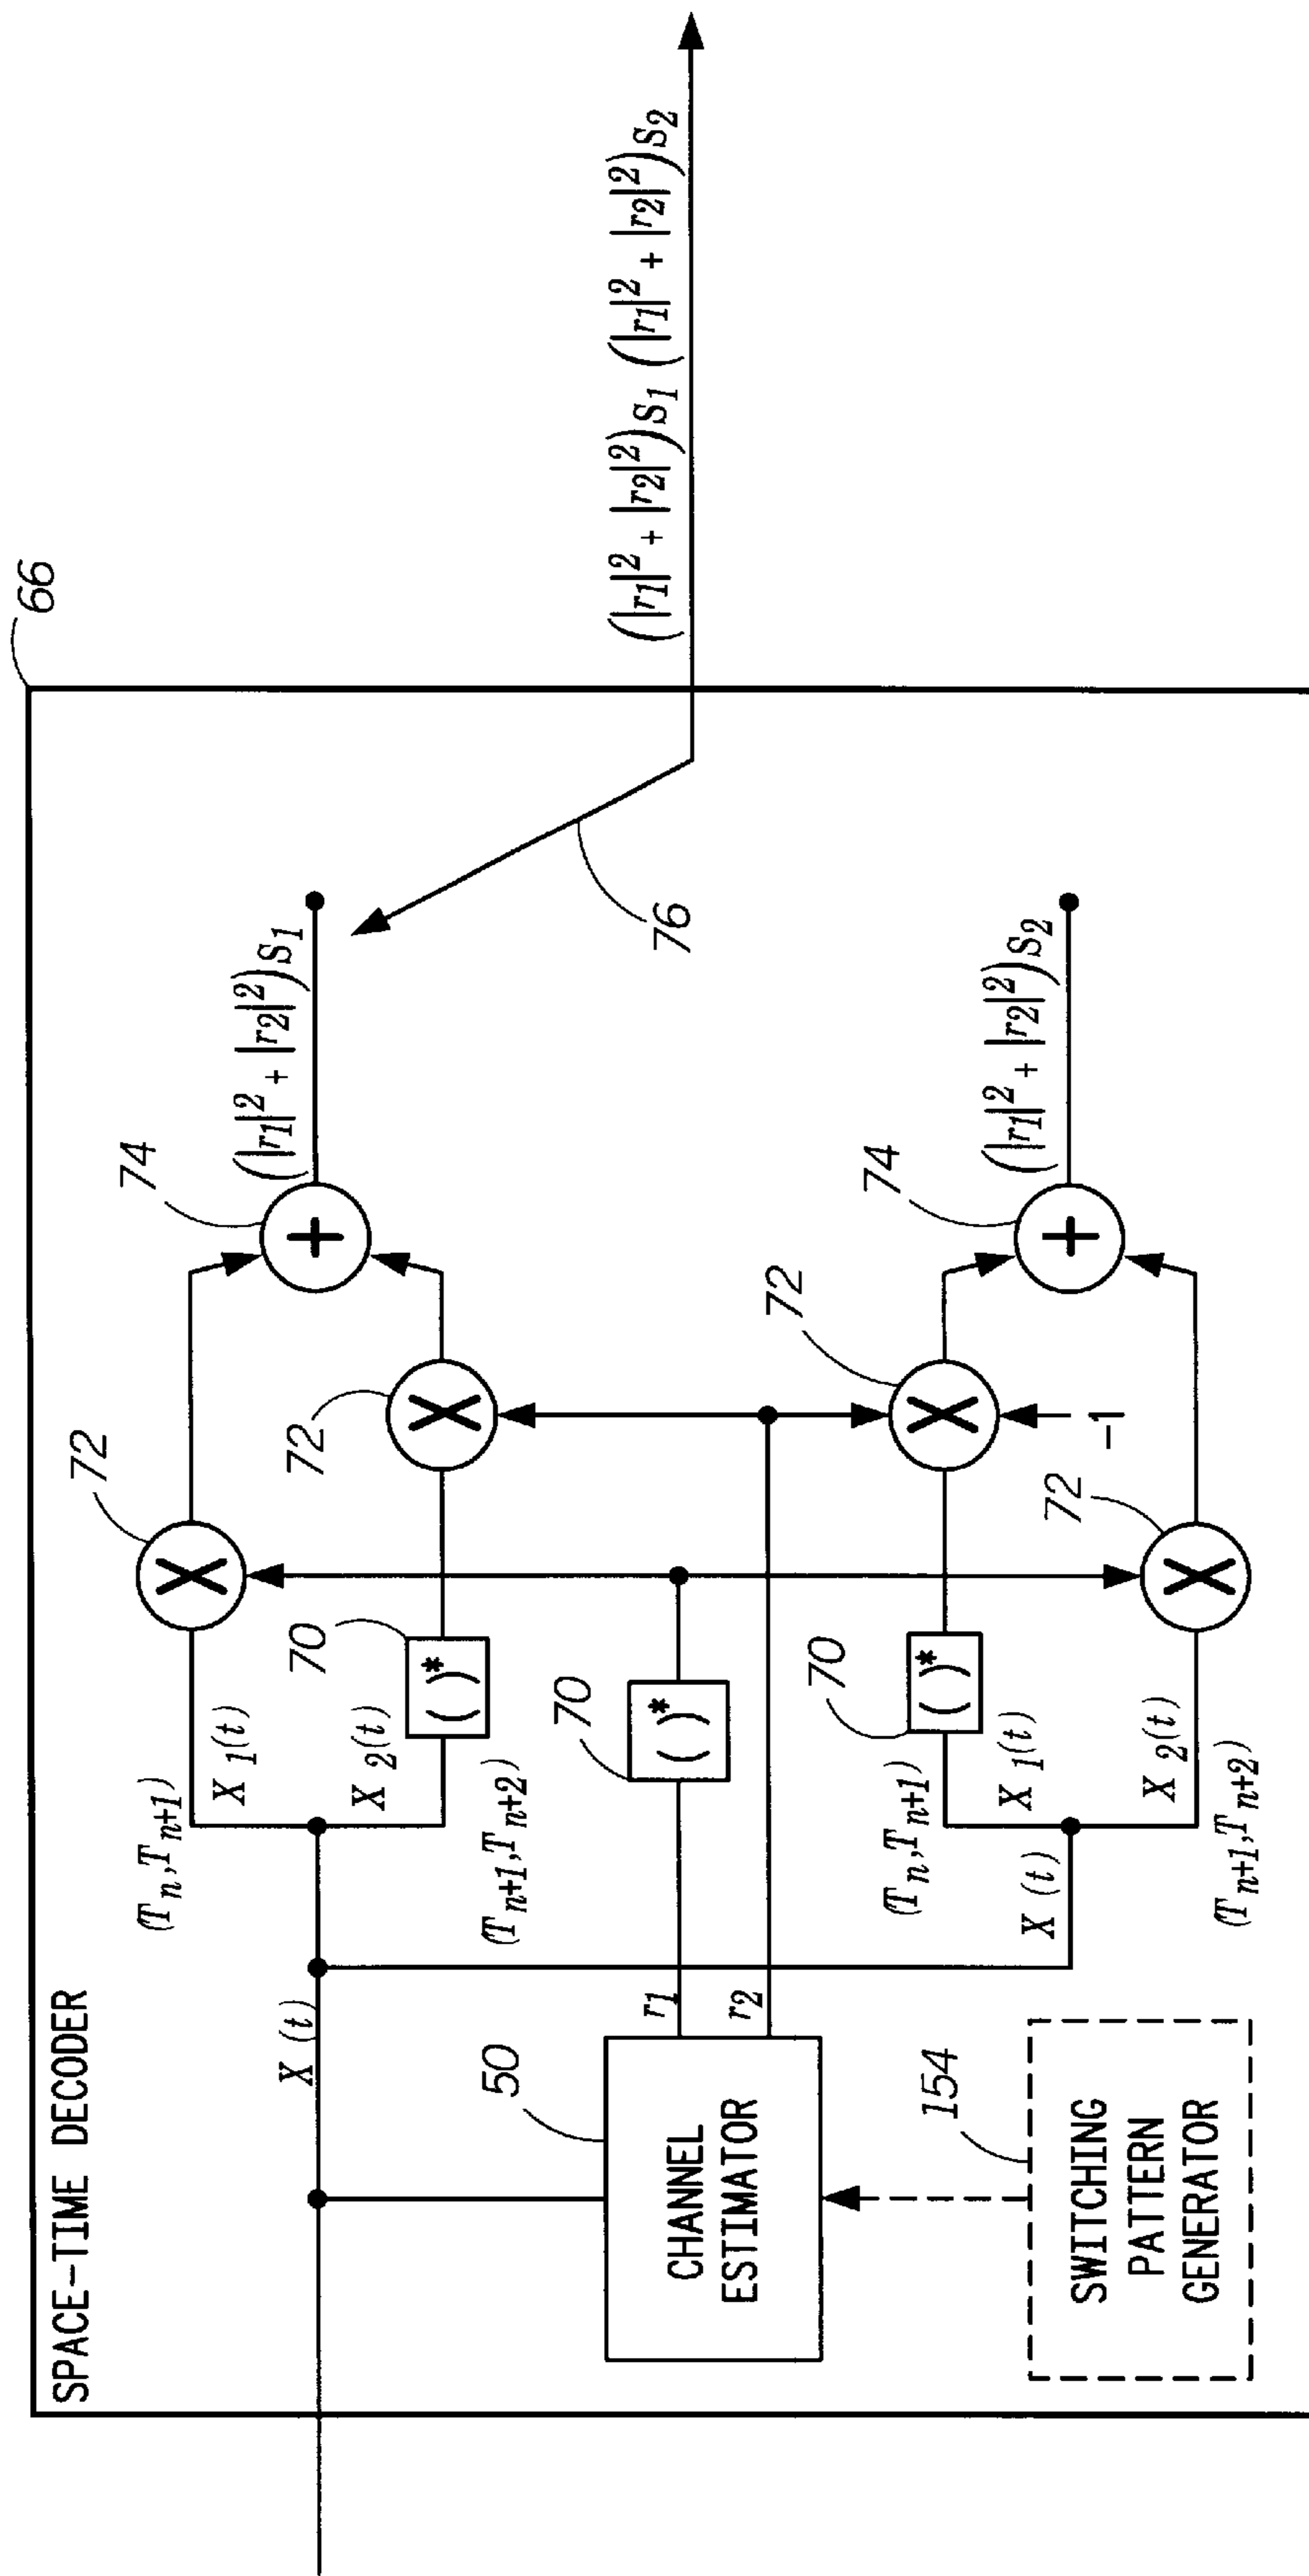 66
SPACE-TIME DECODER
X (t)
(Tn,Tn+1)
X 1(t)
X 2(t)
(Tn+1,Tn+2)
70
( )*
72
X
72
X
74
+
(|r1|² + |r2|²)S1
76
(|r1|² + |r2|²)S1 (|r1|² + |r2|²)S2
50
CHANNEL
ESTIMATOR
r1
r2
70
( )*
154
SWITCHING
PATTERN
GENERATOR
X (t)
(Tn,Tn+1)
X 1(t)
X 2(t)
(Tn+1,Tn+2)
70
( )*
72
X
-1
72
X
74
+
(|r1|² + |r2|²)S2